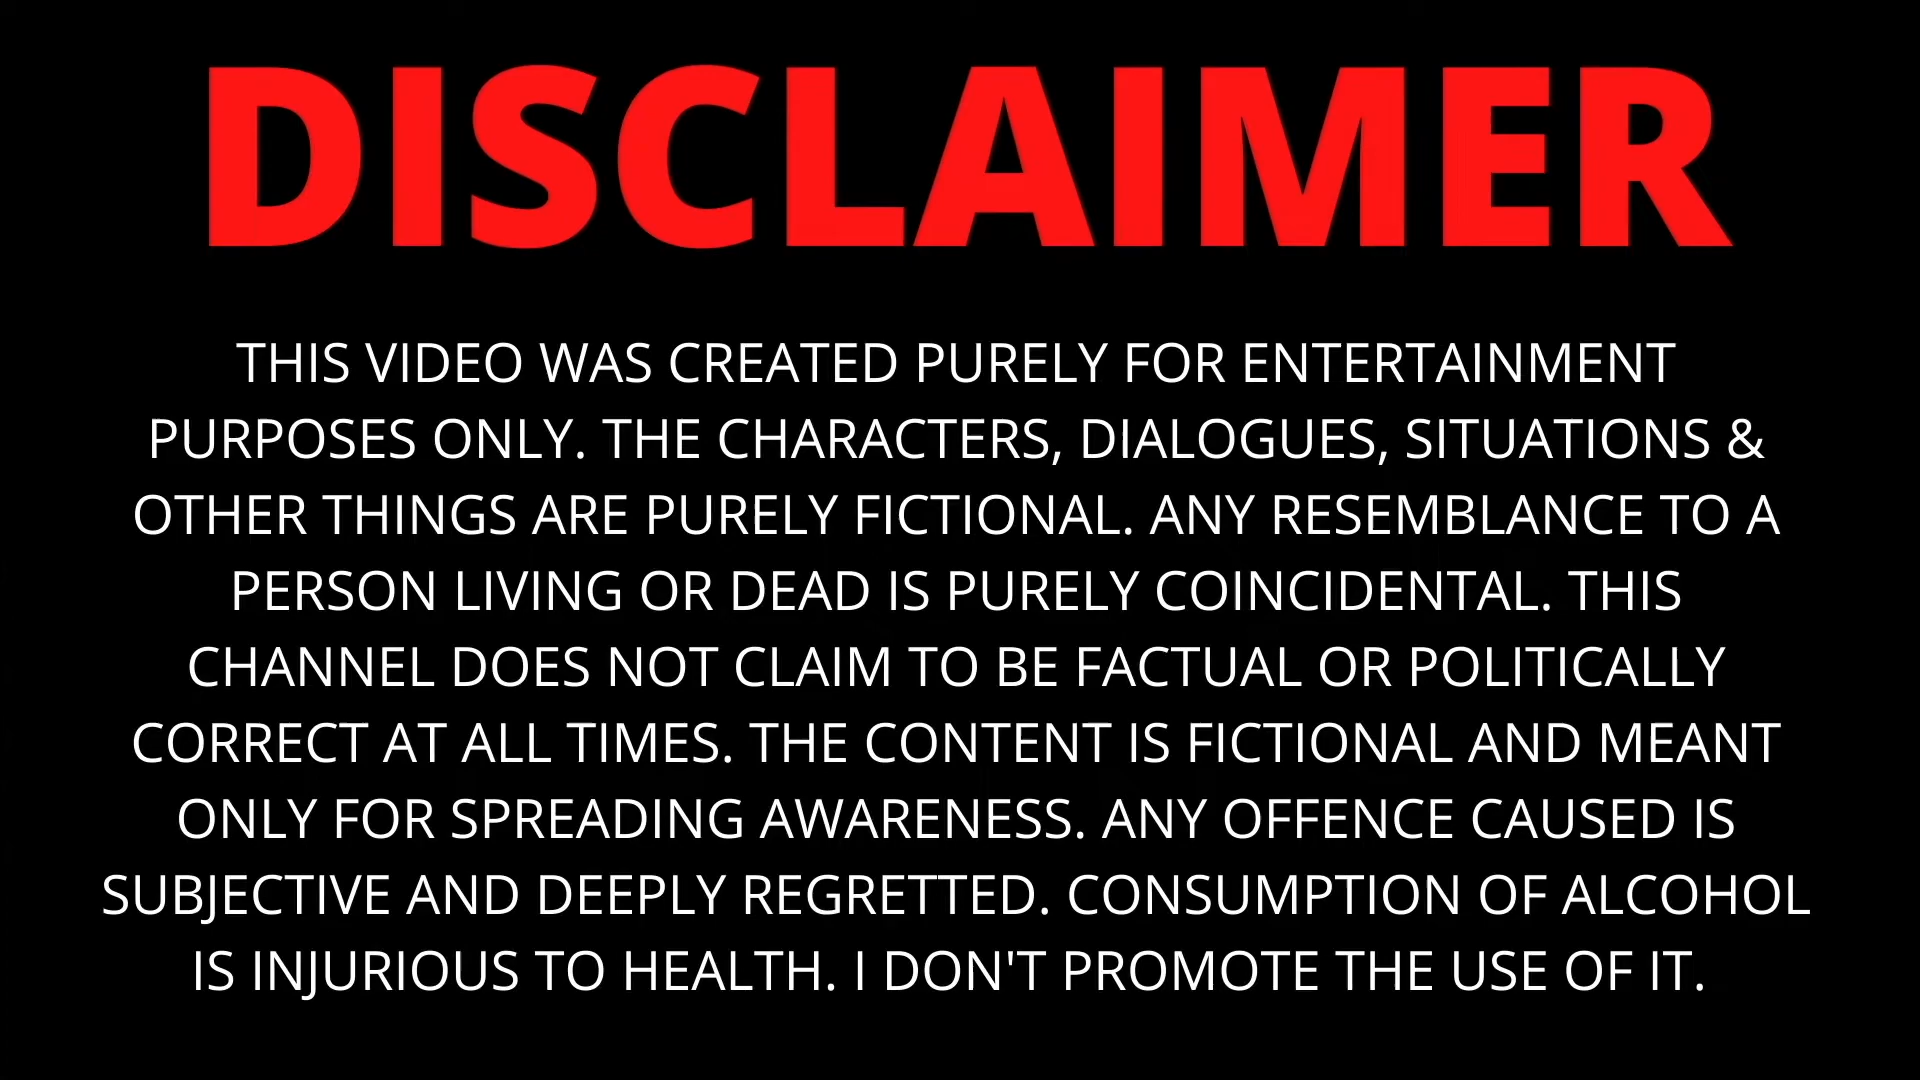 DISCLAIMER
THIS VIDEO WAS CREATED PURELY FOR ENTERTAINMENT
PURPOSES ONLY. THE CHARACTERS, DIALOGUES, SITUATIONS &
OTHER THINGS ARE PURELY FICTIONAL. ANY RESEMBLANCE TO A
PERSON LIVING OR DEAD IS PURELY COINCIDENTAL. THIS
CHANNEL DOES NOT CLAIM TO BE FACTUAL OR POLITICALLY
CORRECT AT ALL TIMES. THE CONTENT IS FICTIONAL AND MEANT
ONLY FOR SPREADING AWARENESS. ANY OFFENCE CAUSED IS
SUBJECTIVE AND DEEPLY REGRETTED. CONSUMPTION OF ALCOHOL
IS INJURIOUS TO HEALTH. I DON'T PROMOTE THE USE OF IT.